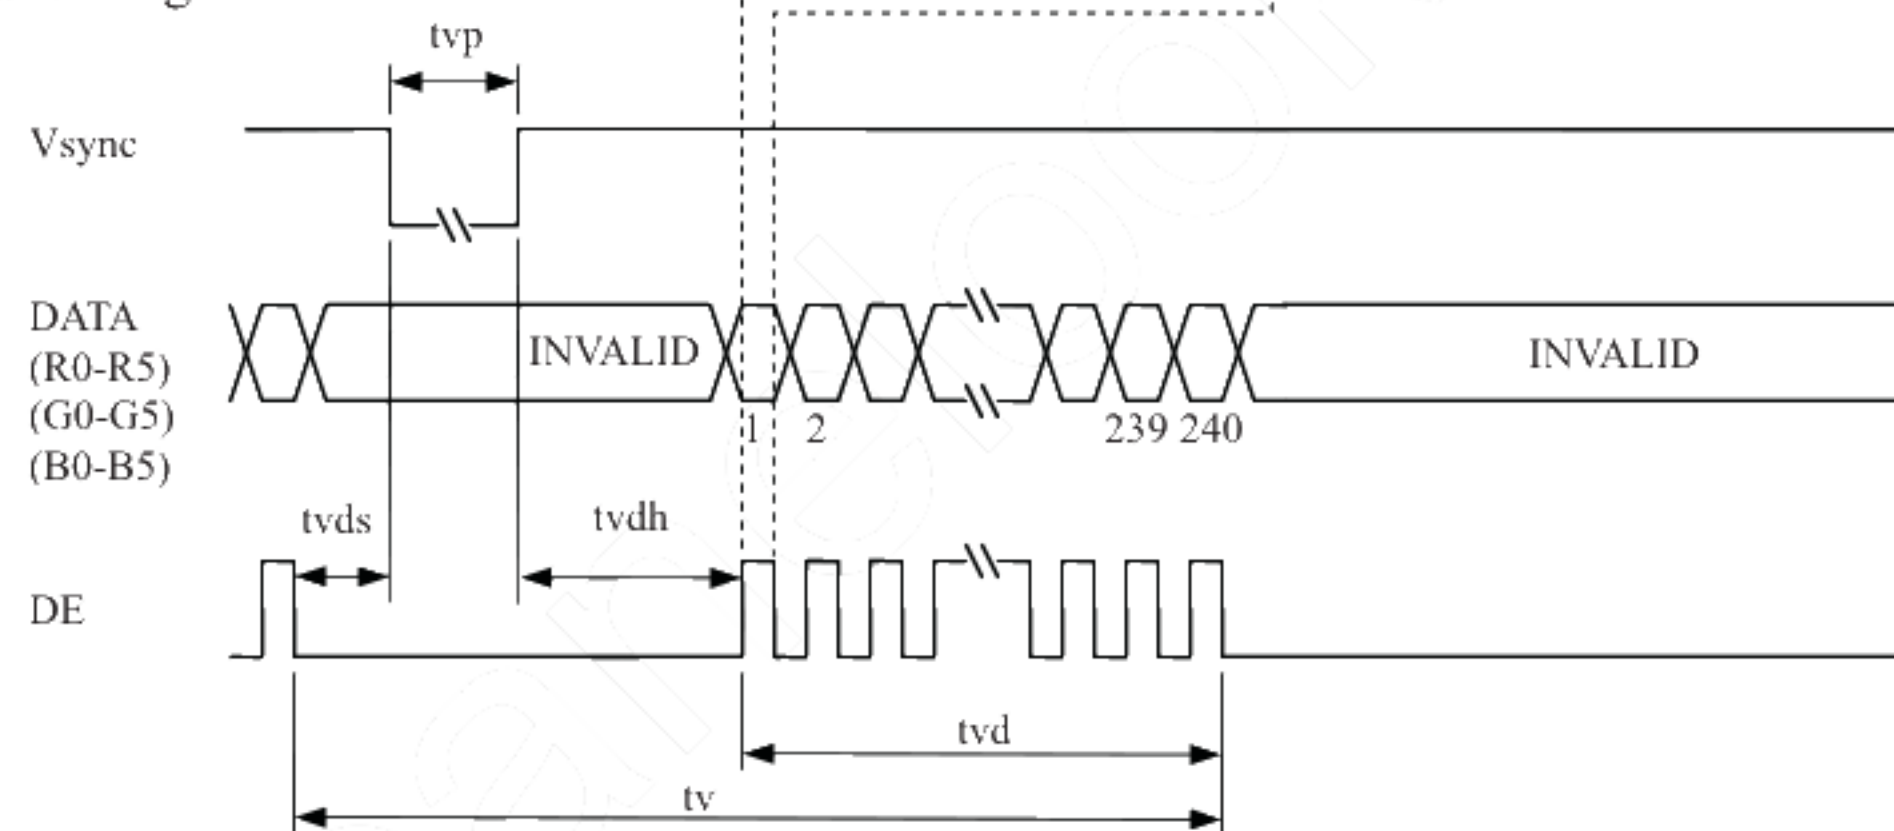 tvp
Vsync
DATA
(R0-R5)
(G0-G5)
(B0-B5)
INVALID
INVALID
1 2 239 240
tvds
tvdh
DE
tvd
tv